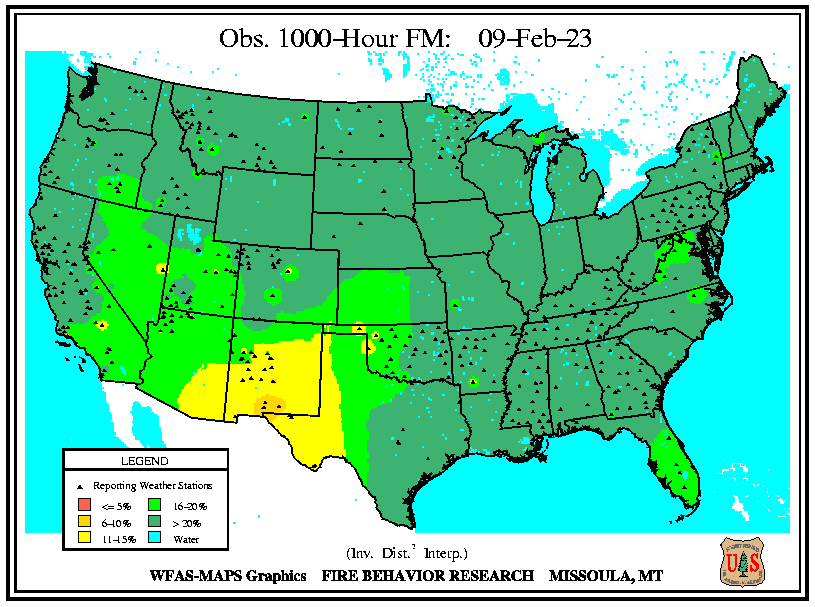 Obs. 1000-Hour FM: 09-Feb-23
LEGEND
Reporting Weather Stations
<= 5% 16-20%
6-10% > 20%
11-15% Water
(Inv. Dist.² Interp.)
WFAS-MAPS Graphics FIRE BEHAVIOR RESEARCH MISSOULA, MT
U S